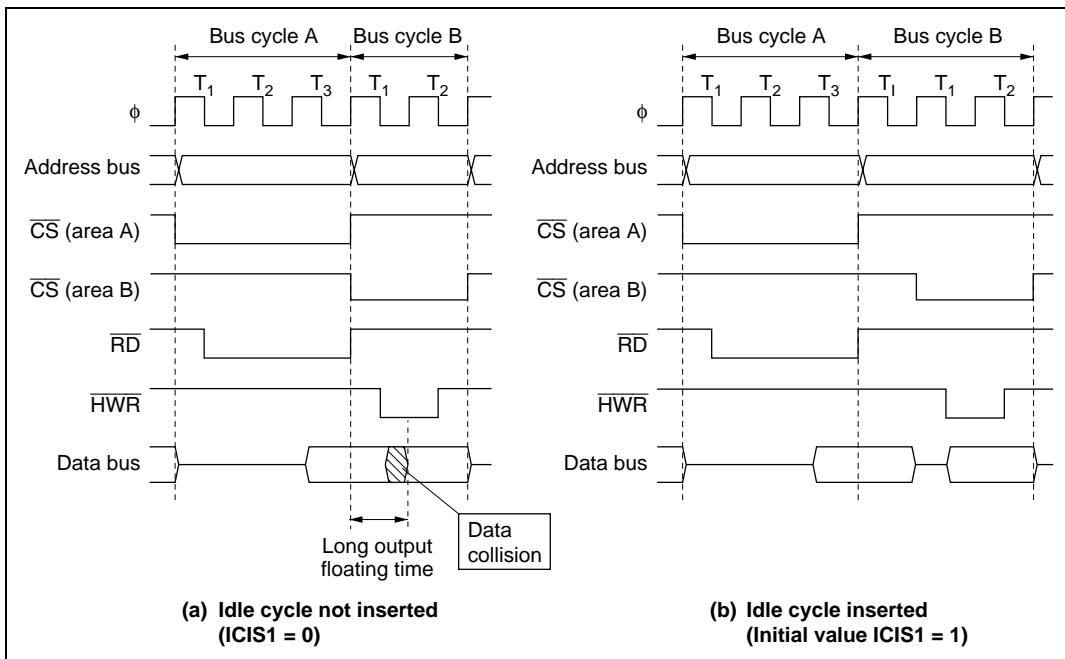 Bus cycle A Bus cycle B
T1 T2 T3 T1 T2
φ
Address bus
CS (area A)
CS (area B)
RD
HWR
Data bus
Long output
floating time
Data
collision
(a) Idle cycle not inserted
(ICIS1 = 0)
Bus cycle A Bus cycle B
T1 T2 T3 TI T1 T2
φ
Address bus
CS (area A)
CS (area B)
RD
HWR
Data bus
(b) Idle cycle inserted
(Initial value ICIS1 = 1)